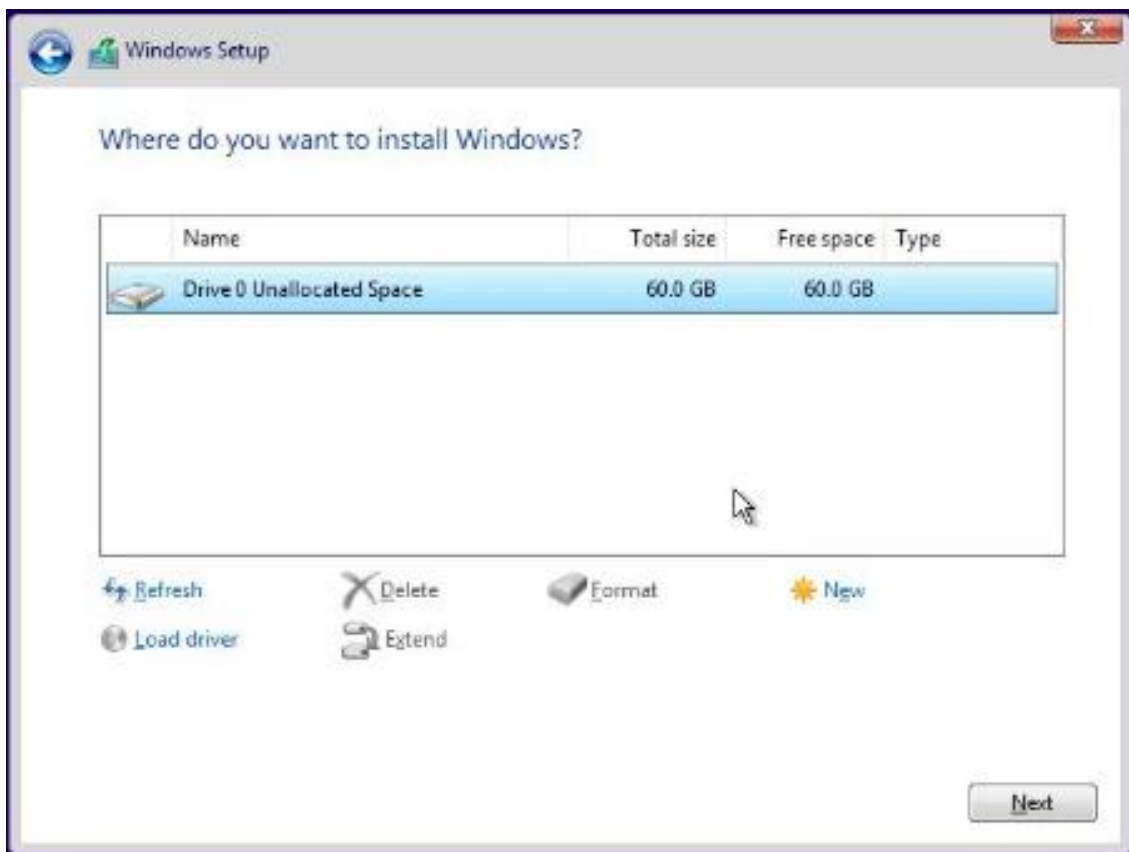 Windows Setup
Where do you want to install Windows?
Name Total size Free space Type
Drive 0 Unallocated Space 60.0 GB 60.0 GB
Refresh Delete Format New
Load driver Extend
Next